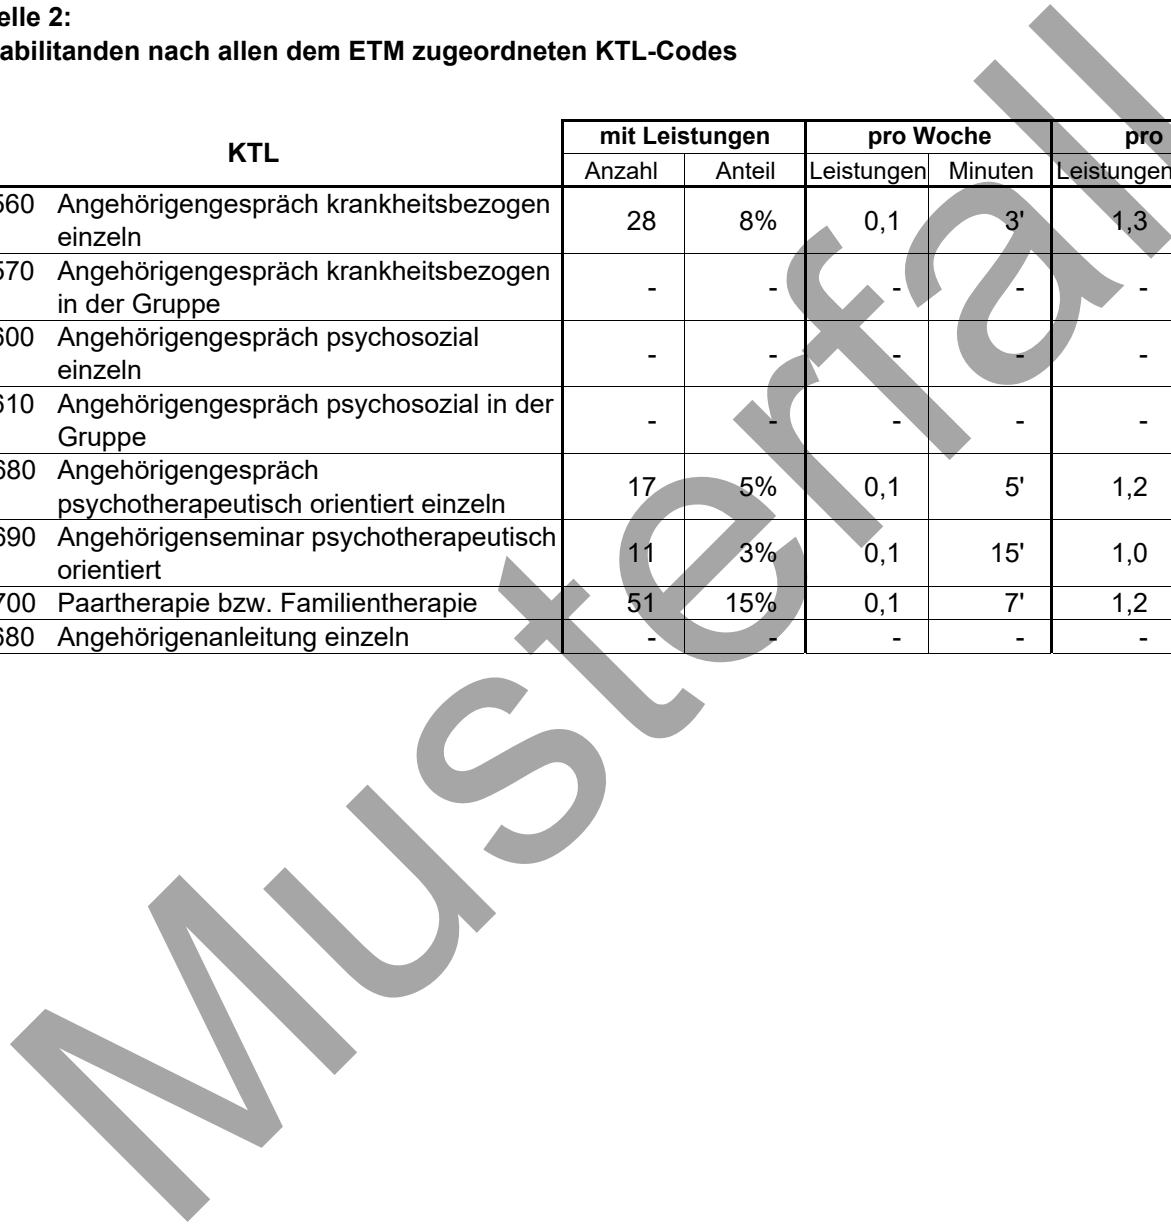 elle 2:
abilitanden nach allen dem ETM zugeordneten KTL-Codes
KTL mit Leistungen pro Woche pro
Anzahl Anteil Leistungen Minuten Leistungen
560 Angehörigengespräch krankheitsbezogen einzeln 28 8% 0,1 3' 1,3
570 Angehörigengespräch krankheitsbezogen in der Gruppe - - - - -
600 Angehörigengespräch psychosozial einzeln - - - - -
610 Angehörigengespräch psychosozial in der Gruppe - - - - -
680 Angehörigengespräch psychotherapeutisch orientiert einzeln 17 5% 0,1 5' 1,2
690 Angehörigenseminar psychotherapeutisch orientiert 11 3% 0,1 15' 1,0
700 Paartherapie bzw. Familientherapie 51 15% 0,1 7' 1,2
680 Angehörigenanleitung einzeln - - - - -
Musterfall